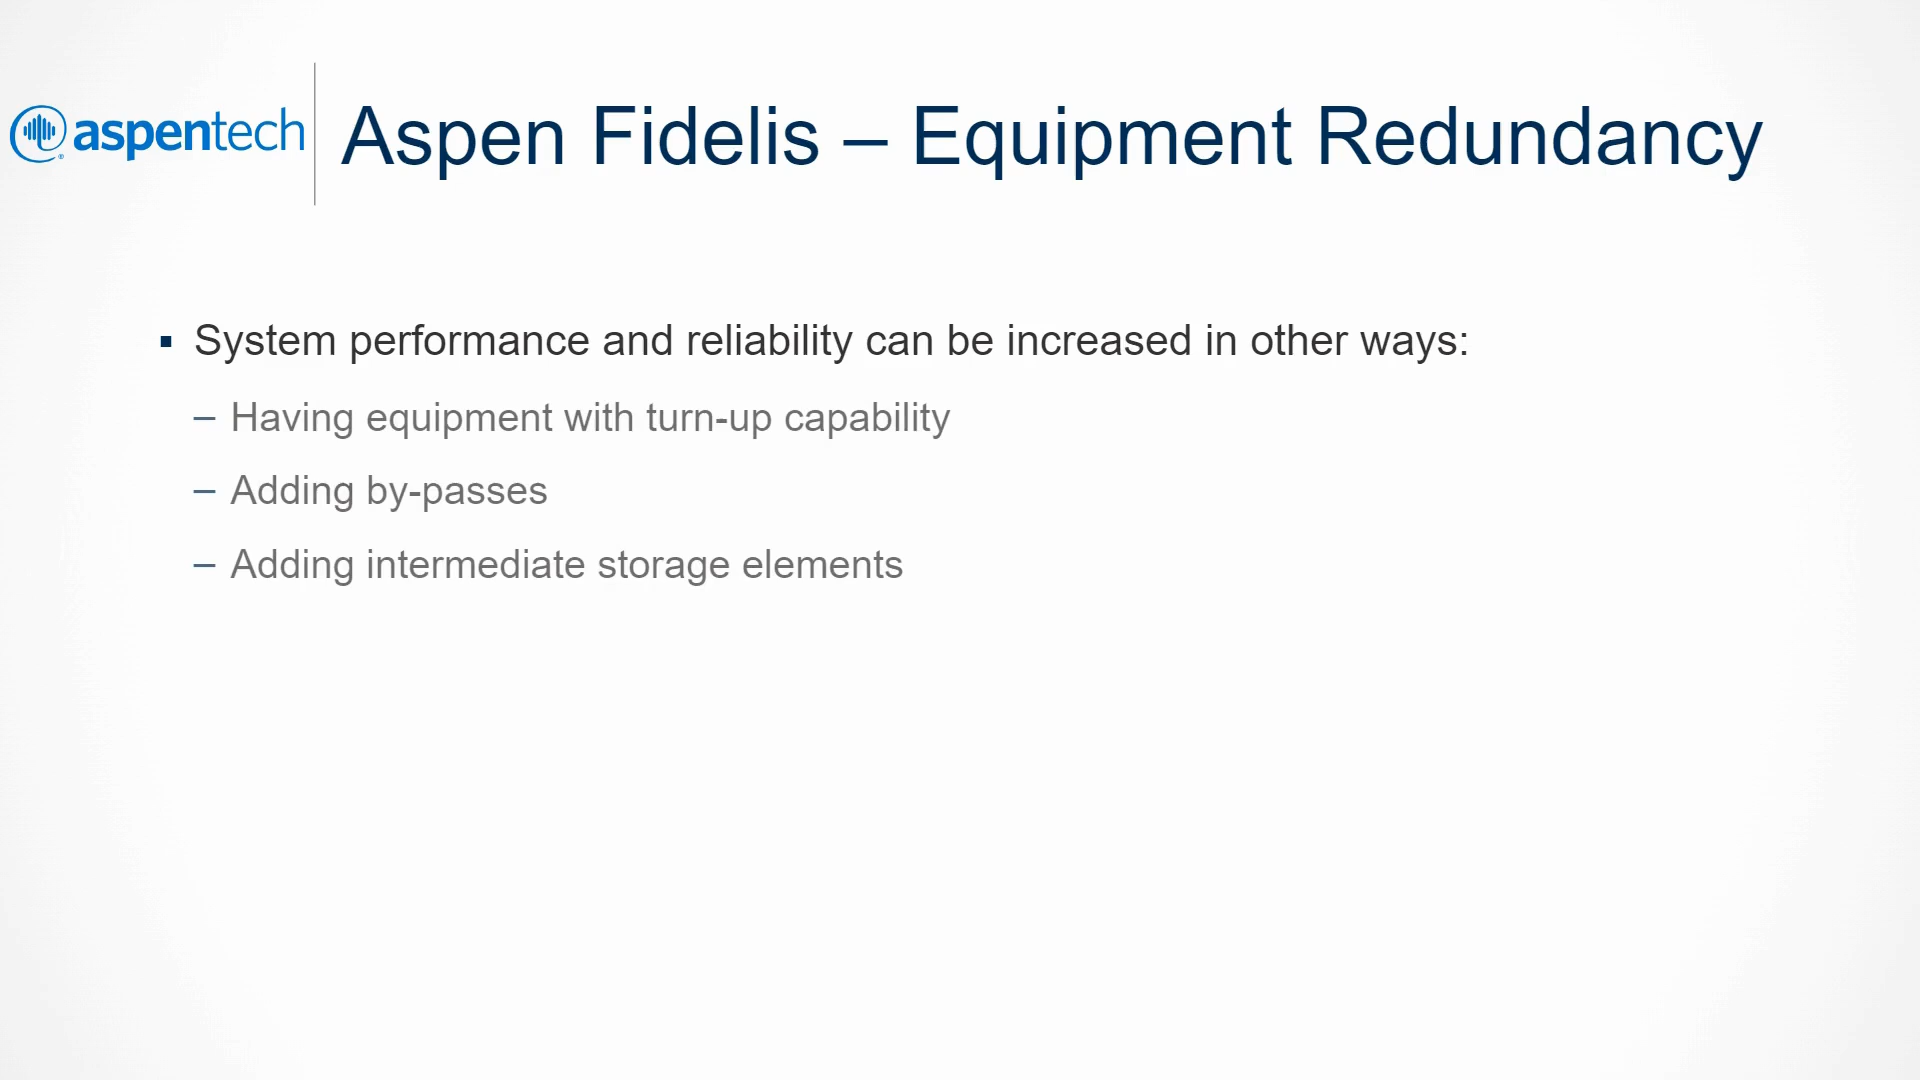 aspentech
Aspen Fidelis – Equipment Redundancy
▪ System performance and reliability can be increased in other ways:
– Having equipment with turn-up capability
– Adding by-passes
– Adding intermediate storage elements